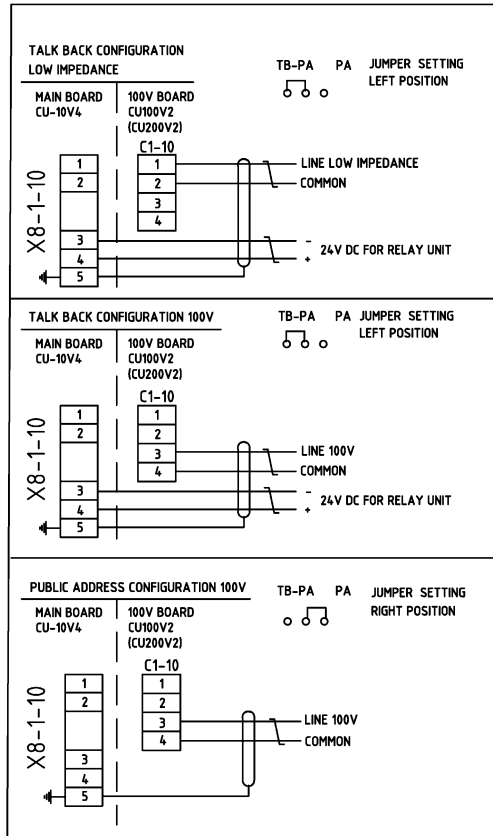 TALK BACK CONFIGURATION
LOW IMPEDANCE
TB-PA PA JUMPER SETTING
LEFT POSITION
MAIN BOARD
CU-10V4
100V BOARD
CU100V2
(CU200V2)
C1-10
X8-1-10
1
2
3
4
5
1
2
3
4
LINE LOW IMPEDANCE
COMMON
-
24V DC FOR RELAY UNIT
+
TALK BACK CONFIGURATION 100V
TB-PA PA JUMPER SETTING
LEFT POSITION
MAIN BOARD
CU-10V4
100V BOARD
CU100V2
(CU200V2)
C1-10
X8-1-10
1
2
3
4
5
1
2
3
4
LINE 100V
COMMON
-
24V DC FOR RELAY UNIT
+
PUBLIC ADDRESS CONFIGURATION 100V
TB-PA PA JUMPER SETTING
RIGHT POSITION
MAIN BOARD
CU-10V4
100V BOARD
CU100V2
(CU200V2)
C1-10
X8-1-10
1
2
3
4
5
1
2
3
4
LINE 100V
COMMON